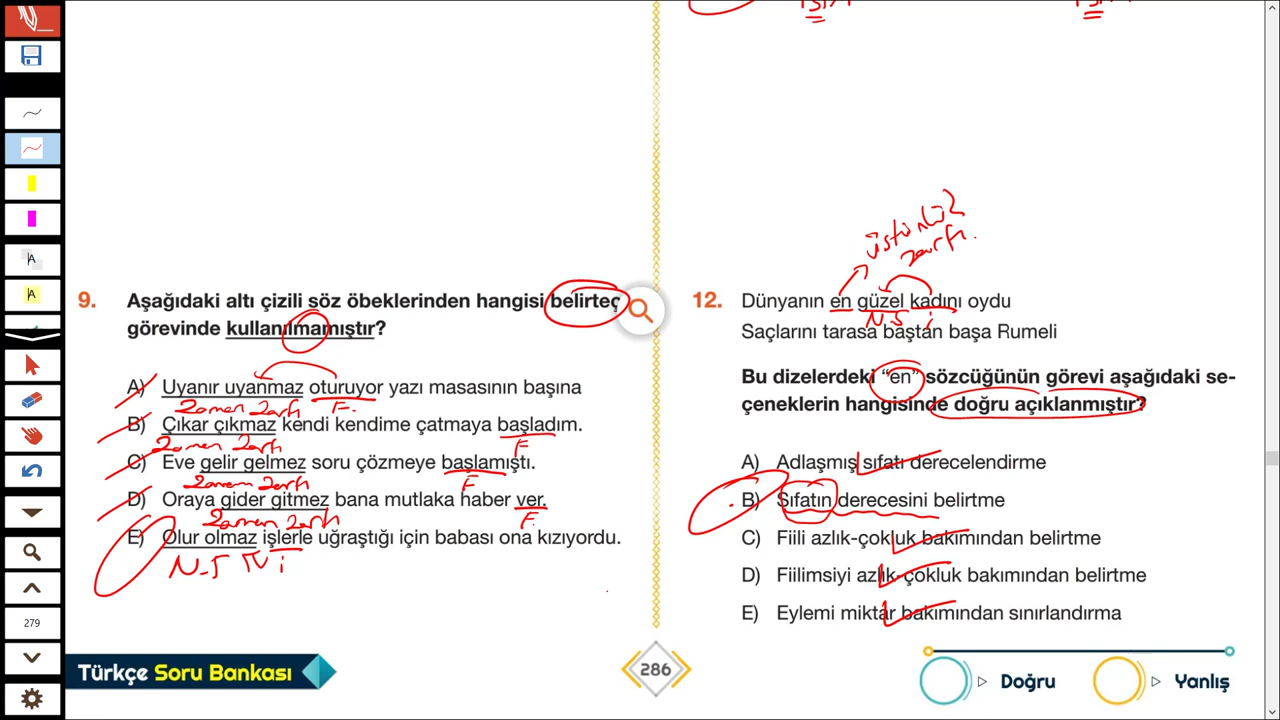 9. Aşağıdaki altı çizili söz öbeklerinden hangisi belirteç
görevinde kullanılmamıştır?
A) Uyanır uyanmaz oturuyor yazı masasının başına
zaman zarfı F.
B) Çıkar çıkmaz kendi kendime çatmaya başladım.
zaman zarfı F
C) Eve gelir gelmez soru çözmeye başlamıştı.
zaman zarfı F
D) Oraya gider gitmez bana mutlaka haber ver.
zaman zarfı F.
E) Olur olmaz işlerle uğraştığı için babası ona kızıyordu.
N.S i
üstünlük
zarfı.
12. Dünyanın en güzel kadını oydu
N.S i
Saçlarını tarasa baştan başa Rumeli
Bu dizelerdeki “en” sözcüğünün görevi aşağıdaki se-
çeneklerin hangisinde doğru açıklanmıştır?
A) Adlaşmış sıfatı derecelendirme
B) Sıfatın derecesini belirtme
C) Fiili azlık-çokluk bakımından belirtme
D) Fiilimsiyi azlık-çokluk bakımından belirtme
E) Eylemi miktar bakımından sınırlandırma
A
A
279
Türkçe Soru Bankası
286
Doğru
Yanlış